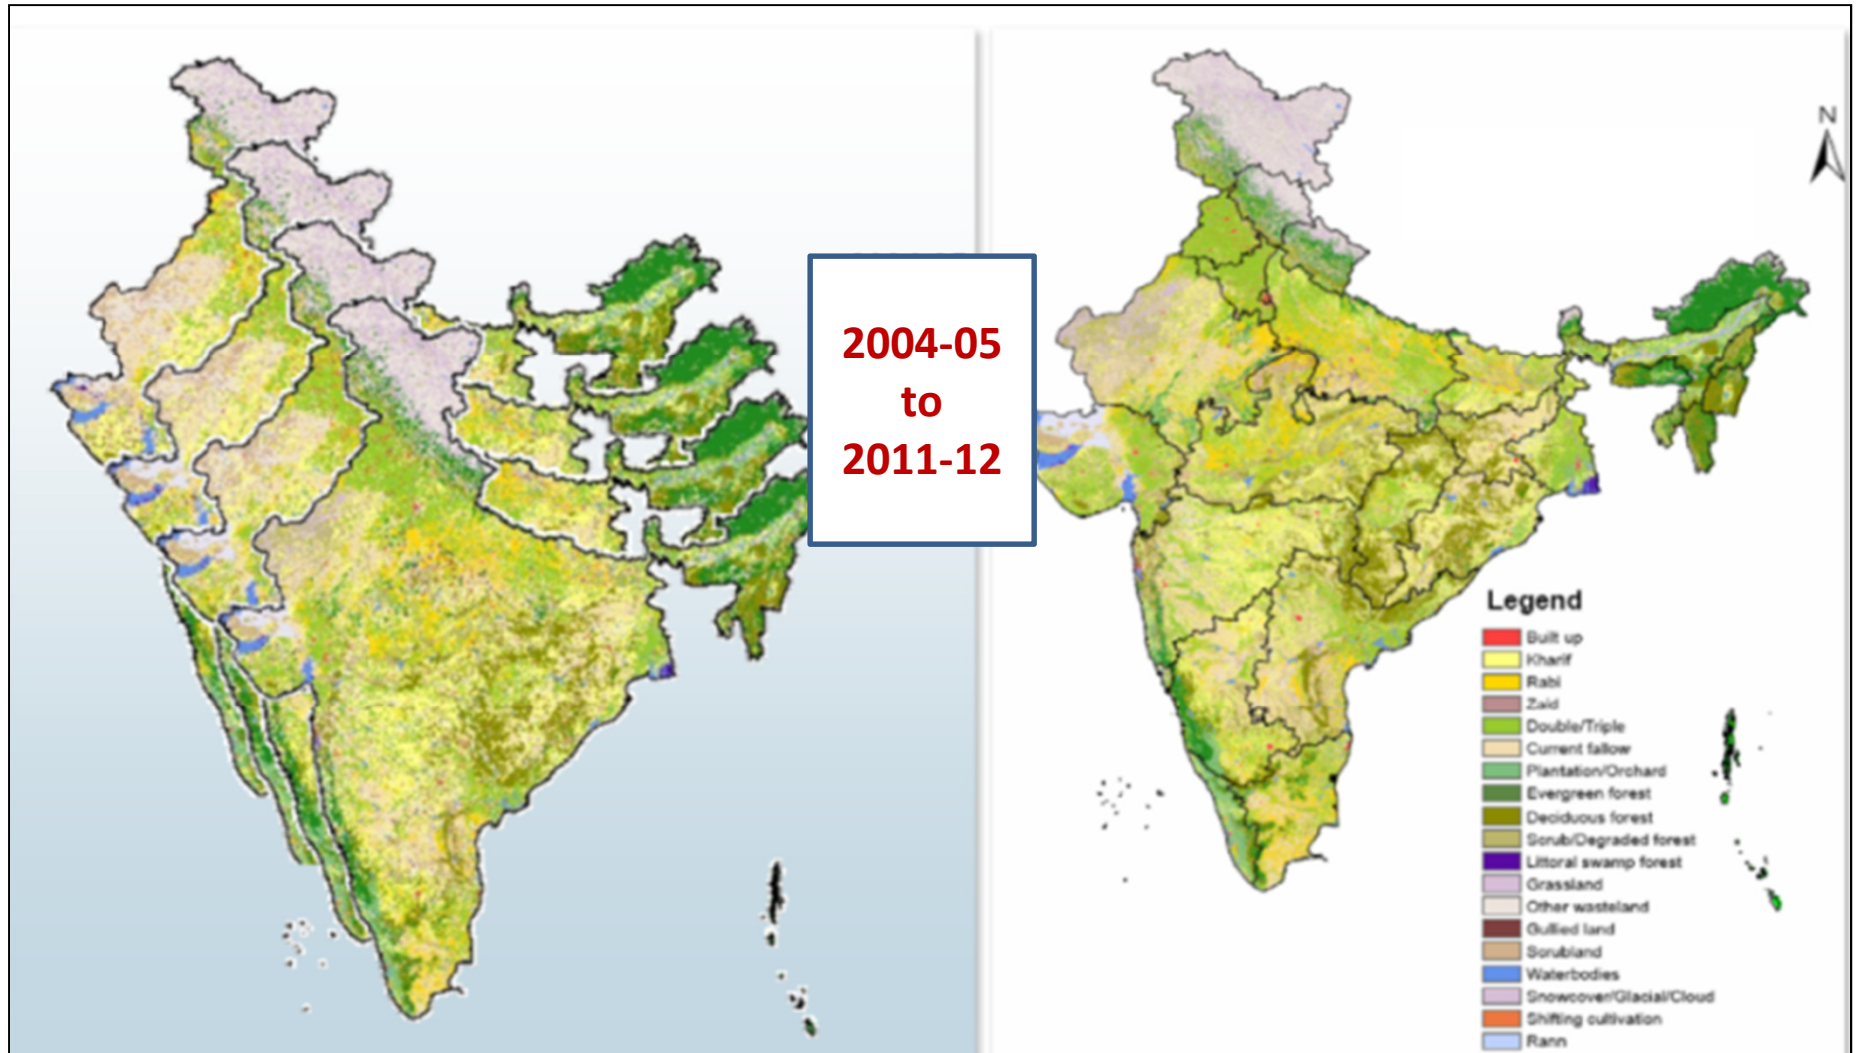 2004-05
to
2011-12
N
Legend
Built up
Kharif
Rabi
Zaid
Double/Triple
Current fallow
Plantation/Orchard
Evergreen forest
Deciduous forest
Scrub/Degraded forest
Littoral swamp forest
Grassland
Other wasteland
Gullied land
Scrubland
Waterbodies
Snowcover/Glacial/Cloud
Shifting cultivation
Rann